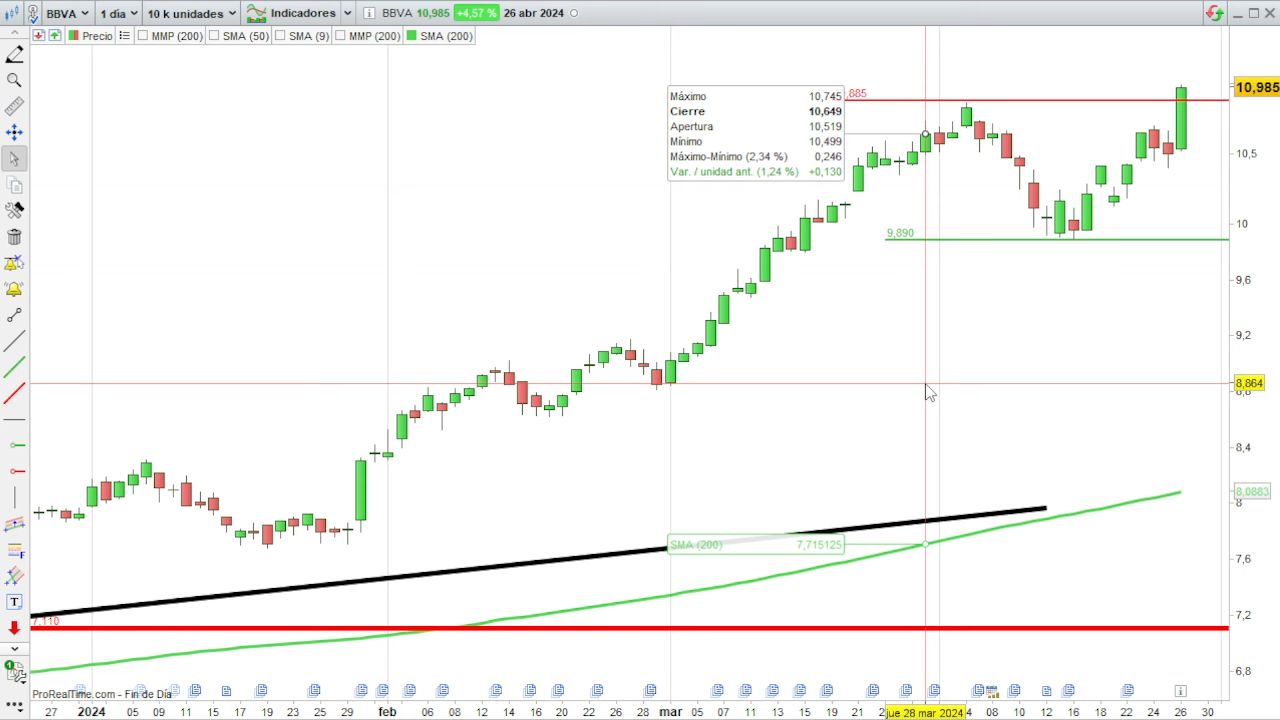 BBVA 1 día 10 k unidades Indicadores BBVA 10,985 +4,57 % 26 abr 2024
Precio MMP (200) SMA (50) SMA (9) MMP (200) SMA (200)
Máximo 10,745
Cierre 10,649
Apertura 10,519
Mínimo 10,499
Máximo-Mínimo (2,34 %) 0,246
Var. / unidad ant. (1,24 %) +0,130
,885
10,985
10,5
10
9,890
9,6
9,2
8,864
8,8
8,4
8,0883
8
SMA (200) 7,715125
7,6
7,110
7,2
6,8
ProRealTime.com - Fin de Día
27 2024 05 09 11 17 19 23 25 29 feb 06 08 12 14 16 20 22 26 28 mar 05 07 11 13 15 19 21 2 jue 28 mar 2024 4 08 10 12 16 18 22 24 26 30